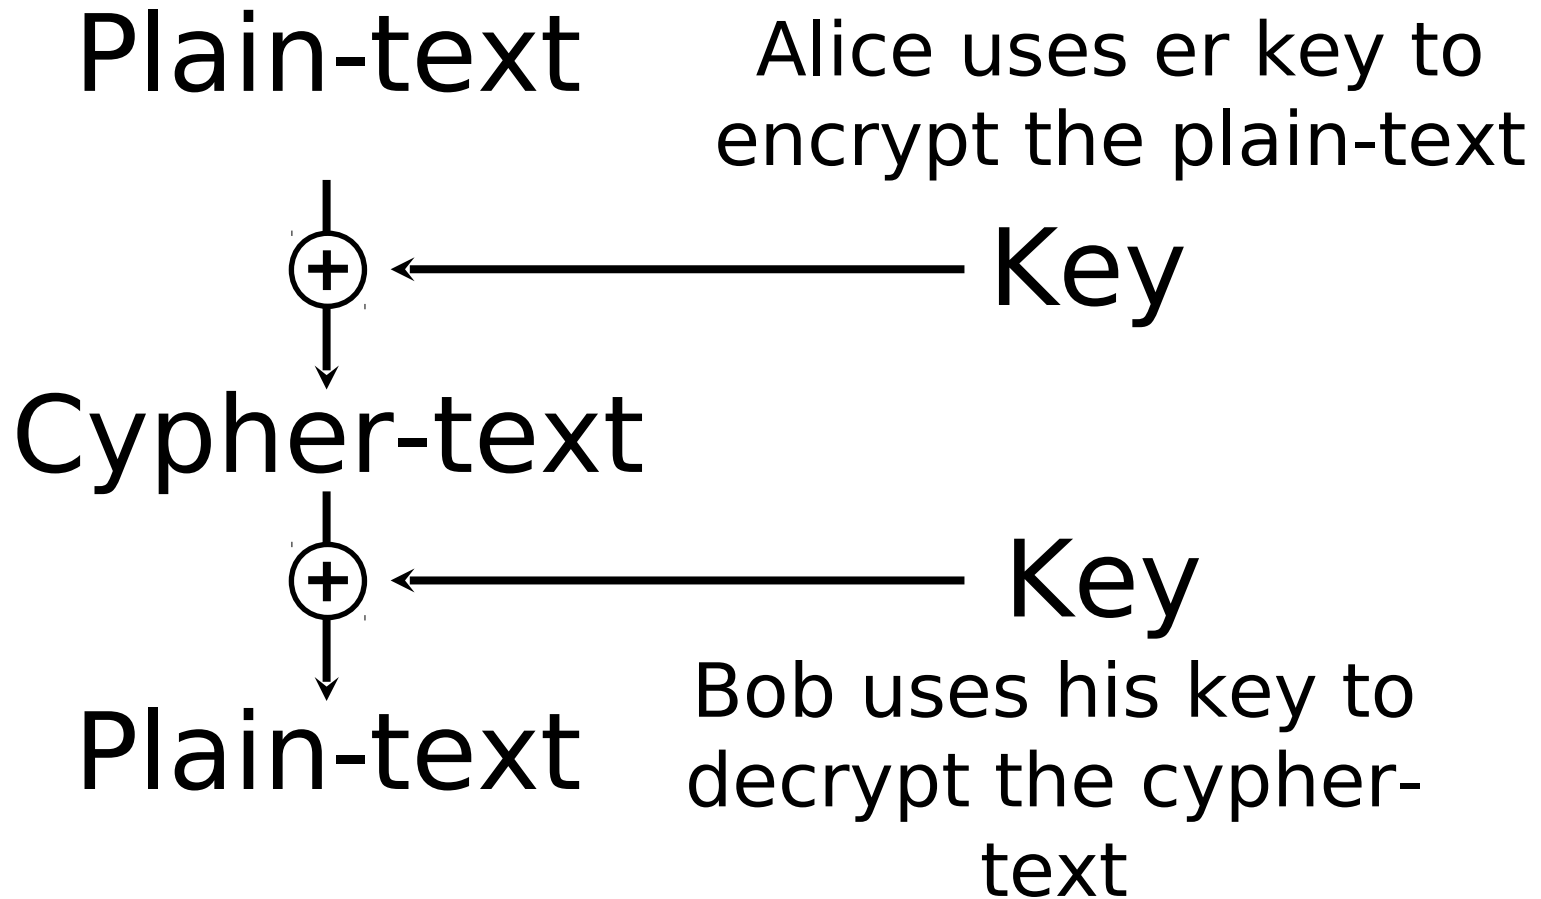 Plain-text
Alice uses er key to
encrypt the plain-text
Key
Cypher-text
Key
Plain-text
Bob uses his key to
decrypt the cypher-
text